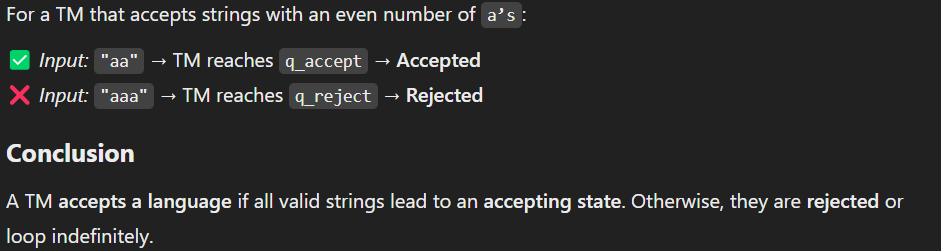 For a TM that accepts strings with an even number of a’s:
✅ Input: "aa" → TM reaches q_accept → Accepted
❌ Input: "aaa" → TM reaches q_reject → Rejected
Conclusion
A TM accepts a language if all valid strings lead to an accepting state. Otherwise, they are rejected or
loop indefinitely.